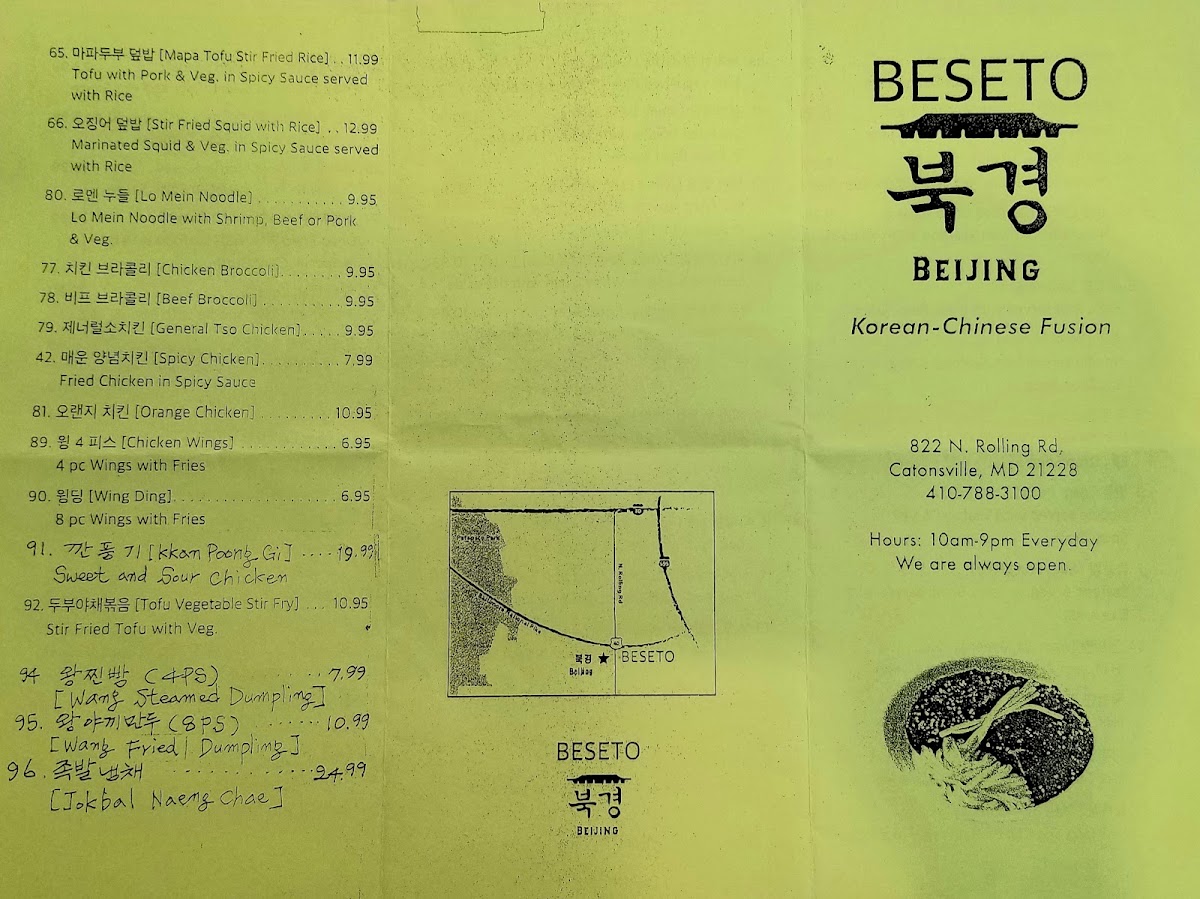 65. 마파두부 덮밥 [Mapa Tofu Stir Fried Rice] . . 11.99
Tofu with Pork & Veg. in Spicy Sauce served
with Rice
66. 오징어 덮밥 [Stir Fried Squid with Rice] . . 12.99
Marinated Squid & Veg. in Spicy Sauce served
with Rice
80. 로멘 누들 [Lo Mein Noodle] . . . . . . . . . . . 9.95
Lo Mein Noodle with Shrimp, Beef or Pork
& Veg.
77. 치킨 브라콜리 [Chicken Broccoli]. . . . . . . . 9.95
78. 비프 브라콜리 [Beef Broccoli] . . . . . . . . . . 9.95
79. 제너럴소치킨 [General Tso Chicken]. . . . . 9.95
42. 매운 양념치킨 [Spicy Chicken]. . . . . . . . . . 7.99
Fried Chicken in Spicy Sauce
81. 오랜지 치킨 [Orange Chicken] . . . . . . . . . 10.95
89. 윙 4 피스 [Chicken Wings] . . . . . . . . . . . . 6.95
4 pc Wings with Fries
90. 윙딩 [Wing Ding]. . . . . . . . . . . . . . . . . . 6.95
8 pc Wings with Fries
91. 깐풍기 [Kkan Poong Gi] . . . . 19.99
Sweet and Sour Chicken
92. 두부야채볶음 [Tofu Vegetable Stir Fry] . . . 10.95
Stir Fried Tofu with Veg.
94 왕찐빵 (4PS) . . . . . 7.99
[Wang Steamed Dumpling]
95. 왕야끼만두 (8PS) . . . . . . 10.99
[Wang Fried Dumpling]
96. 족발냉채 . . . . . . . . . . . . 24.99
[Jokbal Naeng Chae]
N. Rolling Rd
Baltimore National Pike
40
북경 ★ BESETO
Beijing
BESETO
북경
BEIJING
BESETO
북경
BEIJING
Korean-Chinese Fusion
822 N. Rolling Rd,
Catonsville, MD 21228
410-788-3100
Hours: 10am-9pm Everyday
We are always open.